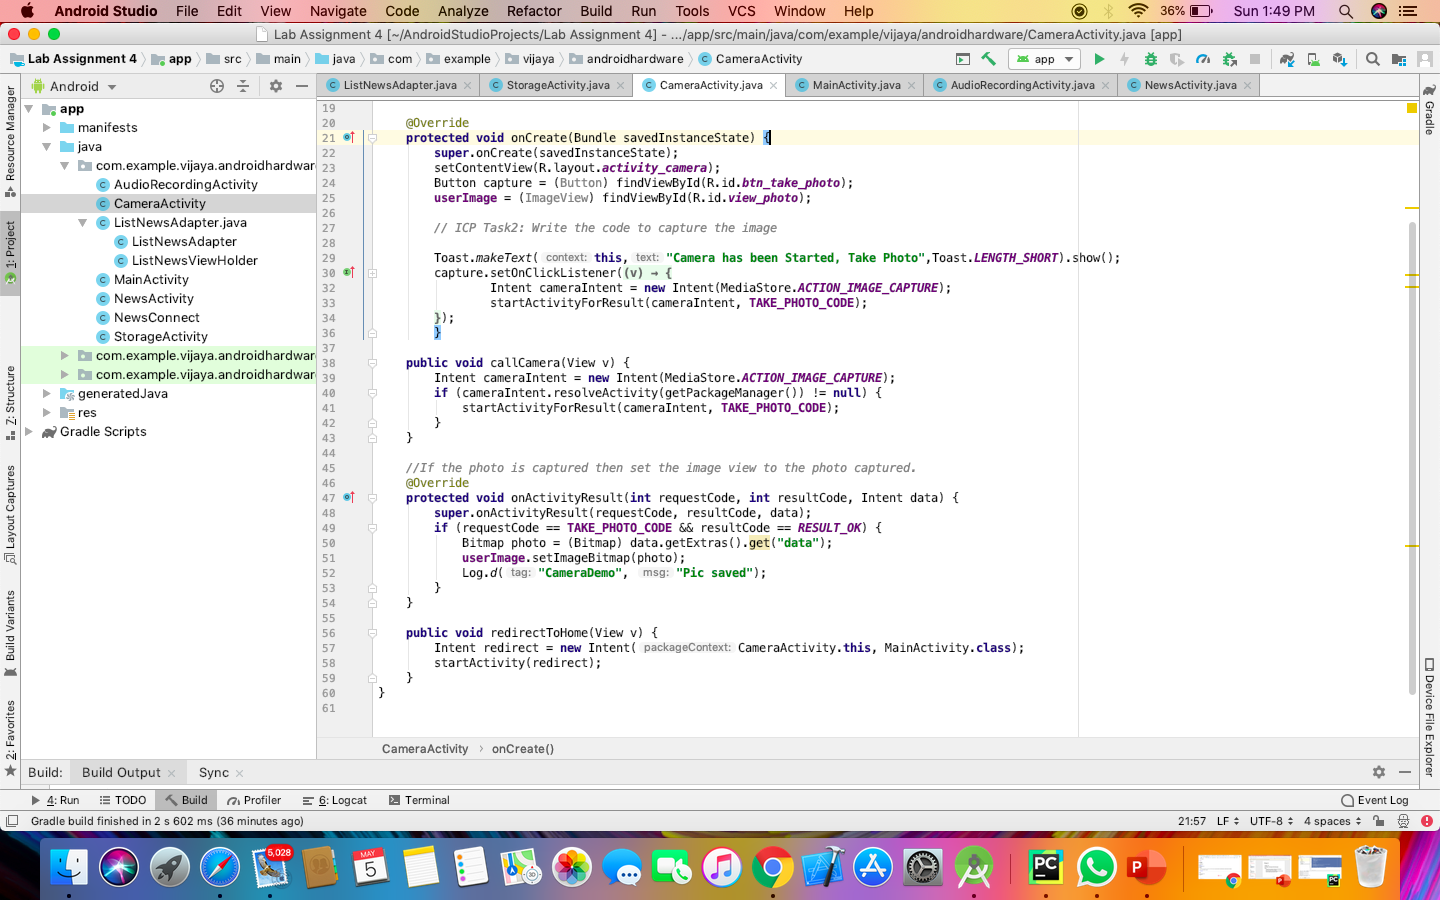 Android Studio File Edit View Navigate Code Analyze Refactor Build Run Tools VCS Window Help 36% Sun 1:49 PM
Lab Assignment 4 [~/AndroidStudioProjects/Lab Assignment 4] - .../app/src/main/java/com/example/vijaya/androidhardware/CameraActivity.java [app]
Lab Assignment 4 app src main java com example vijaya androidhardware CameraActivity app
Android
ListNewsAdapter.java StorageActivity.java CameraActivity.java MainActivity.java AudioRecordingActivity.java NewsActivity.java
Resource Manager
1: Project
Z: Structure
Layout Captures
Build Variants
2: Favorites
app
manifests
java
com.example.vijaya.androidhardwar
AudioRecordingActivity
CameraActivity
ListNewsAdapter.java
ListNewsAdapter
ListNewsViewHolder
MainActivity
NewsActivity
NewsConnect
StorageActivity
com.example.vijaya.androidhardwar
com.example.vijaya.androidhardwar
generatedJava
res
Gradle Scripts
19
20 @Override
21 protected void onCreate(Bundle savedInstanceState) {
22 super.onCreate(savedInstanceState);
23 setContentView(R.layout.activity_camera);
24 Button capture = (Button) findViewById(R.id.btn_take_photo);
25 userImage = (ImageView) findViewById(R.id.view_photo);
26
27 // ICP Task2: Write the code to capture the image
28
29 Toast.makeText( context: this, text: "Camera has been Started, Take Photo",Toast.LENGTH_SHORT).show();
30 capture.setOnClickListener((v) → {
32 Intent cameraIntent = new Intent(MediaStore.ACTION_IMAGE_CAPTURE);
33 startActivityForResult(cameraIntent, TAKE_PHOTO_CODE);
34 });
36 }
37
38 public void callCamera(View v) {
39 Intent cameraIntent = new Intent(MediaStore.ACTION_IMAGE_CAPTURE);
40 if (cameraIntent.resolveActivity(getPackageManager()) != null) {
41 startActivityForResult(cameraIntent, TAKE_PHOTO_CODE);
42 }
43 }
44
45 //If the photo is captured then set the image view to the photo captured.
46 @Override
47 protected void onActivityResult(int requestCode, int resultCode, Intent data) {
48 super.onActivityResult(requestCode, resultCode, data);
49 if (requestCode == TAKE_PHOTO_CODE && resultCode == RESULT_OK) {
50 Bitmap photo = (Bitmap) data.getExtras().get("data");
51 userImage.setImageBitmap(photo);
52 Log.d( tag: "CameraDemo", msg: "Pic saved");
53 }
54 }
55
56 public void redirectToHome(View v) {
57 Intent redirect = new Intent( packageContext: CameraActivity.this, MainActivity.class);
58 startActivity(redirect);
59 }
60 }
61
Gradle
Device File Explorer
CameraActivity › onCreate()
Build: Build Output Sync
4: Run TODO Build Profiler 6: Logcat Terminal Event Log
Gradle build finished in 2 s 602 ms (36 minutes ago) 21:57 LF UTF-8 4 spaces
5,028
MAY
5
PC
P
PC